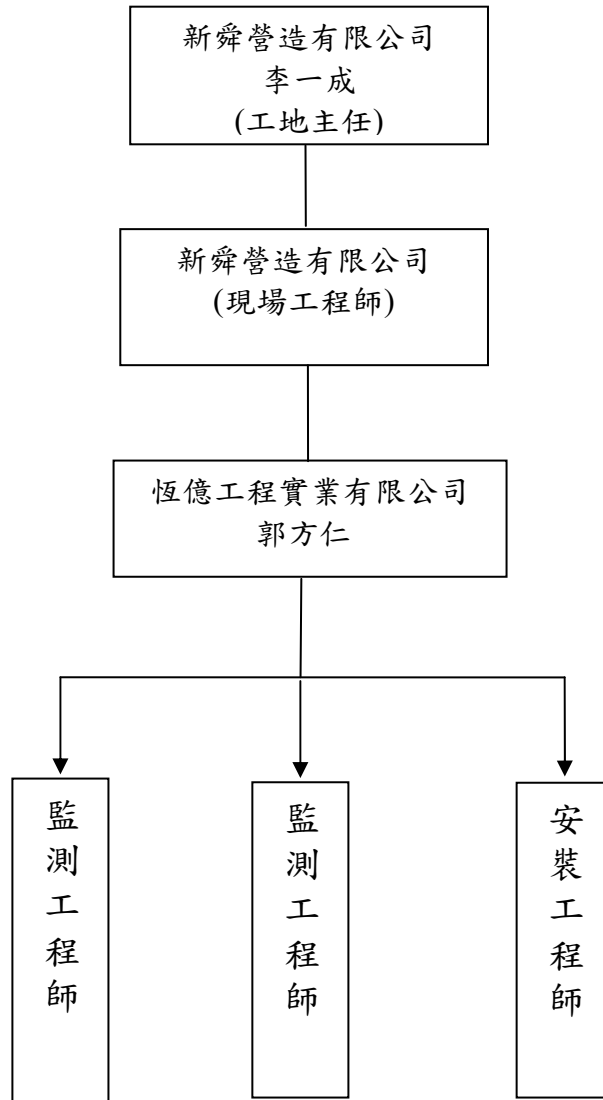 新舜營造有限公司
李一成
(工地主任)
新舜營造有限公司
(現場工程師)
恆億工程實業有限公司
郭方仁
監測工程師
監測工程師
安裝工程師